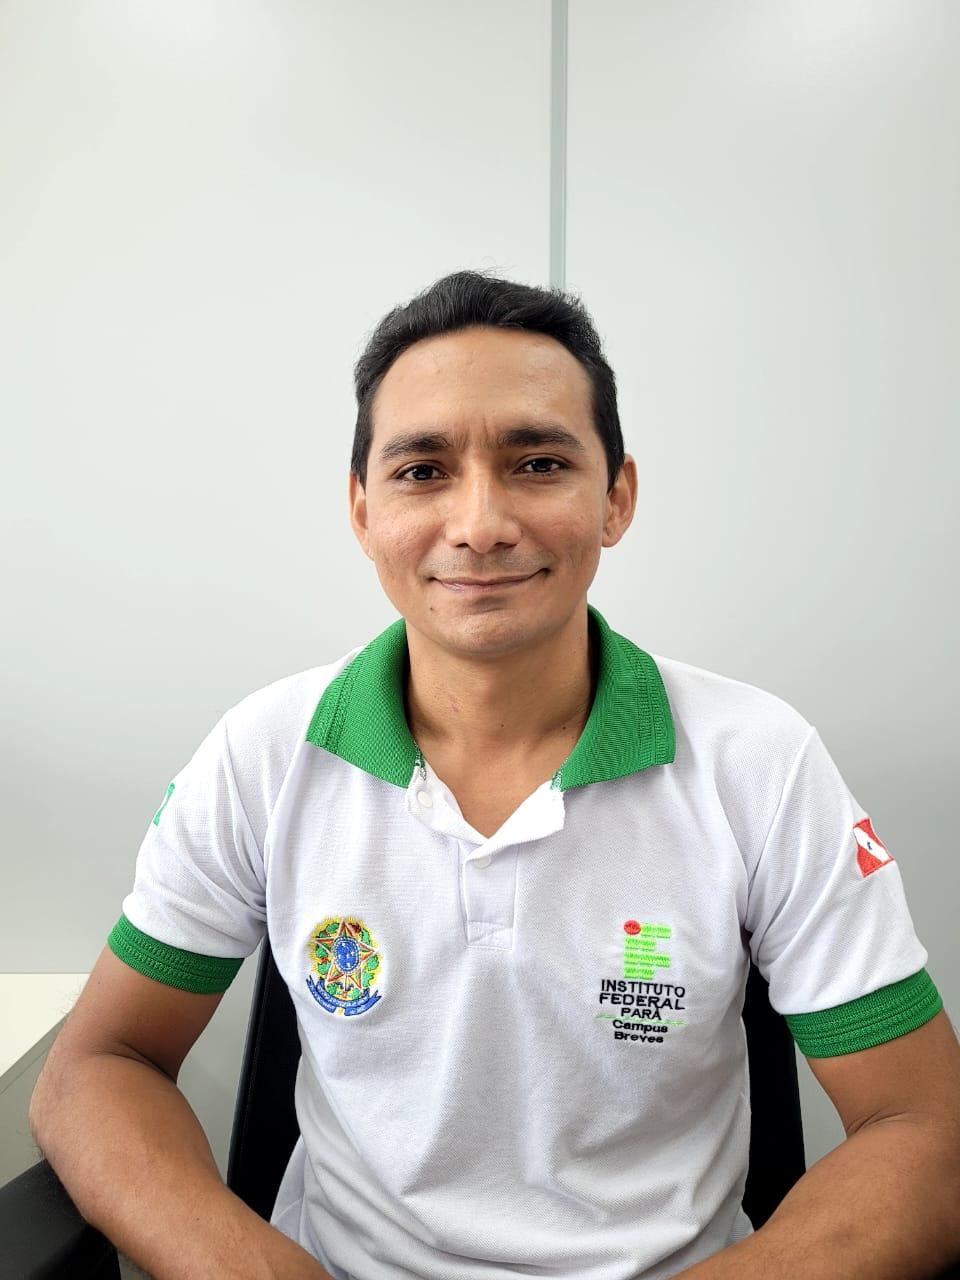 INSTITUTO
FEDERAL
PARÁ
Campus
Breves